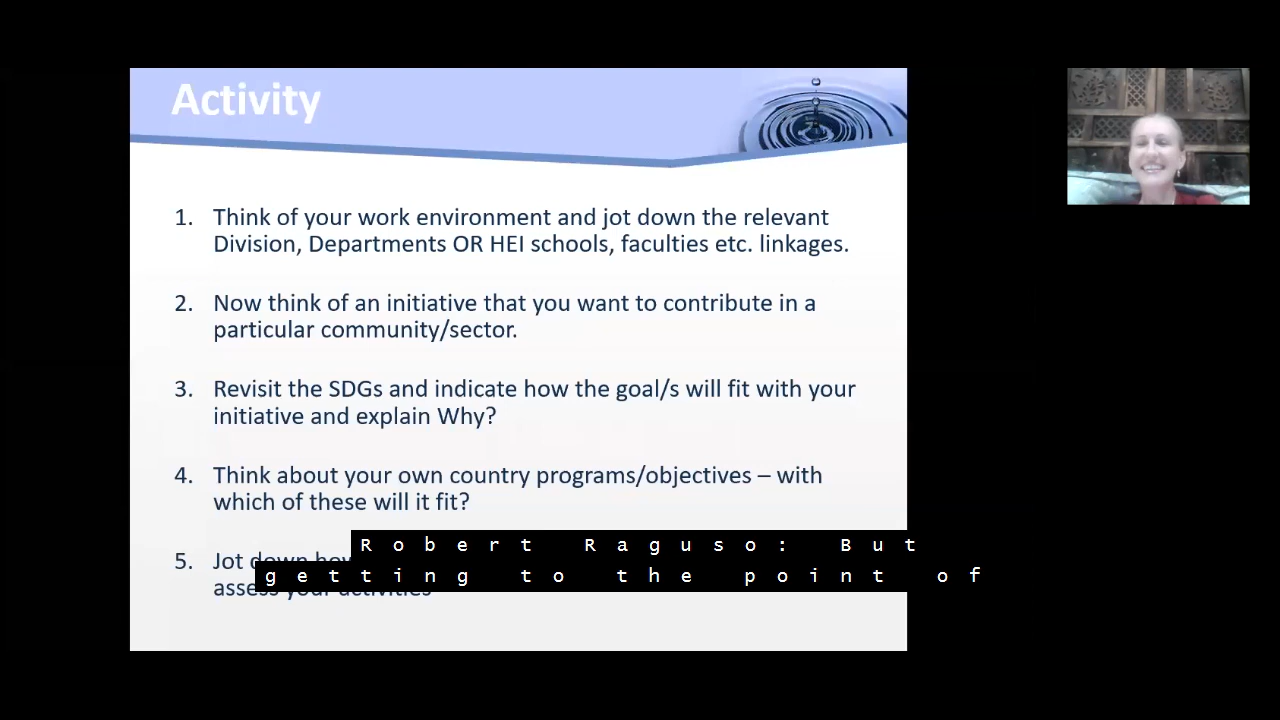 Activity
1. Think of your work environment and jot down the relevant
Division, Departments OR HEI schools, faculties etc. linkages.
2. Now think of an initiative that you want to contribute in a
particular community/sector.
3. Revisit the SDGs and indicate how the goal/s will fit with your
initiative and explain Why?
4. Think about your own country programs/objectives – with
which of these will it fit?
5. Jot down how
assess your activities
Robert Raguso: But
getting to the point of